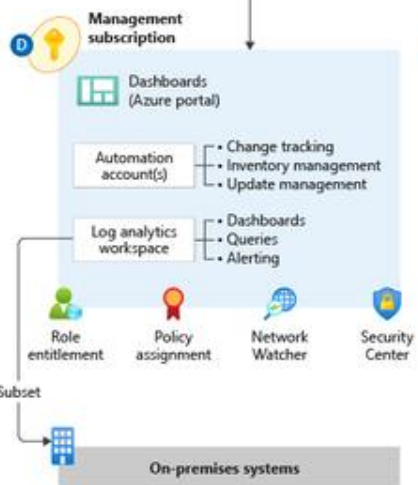 D
Management
subscription
Dashboards
(Azure portal)
Automation
account(s)
• Change tracking
• Inventory management
• Update management
Log analytics
workspace
• Dashboards
• Queries
• Alerting
Role
entitlement
Policy
assignment
Network
Watcher
Security
Center
Subset
On-premises systems